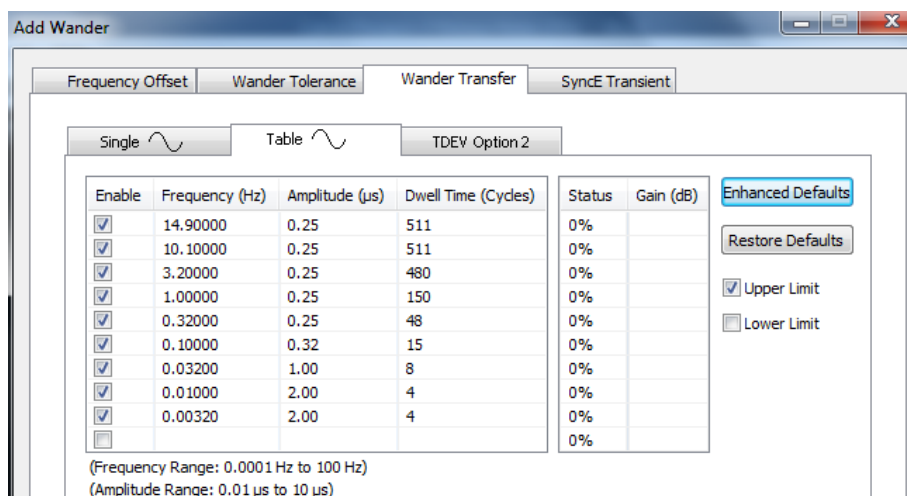 Add Wander
Frequency Offset Wander Tolerance Wander Transfer SyncE Transient
Single Table TDEV Option 2
Enable Frequency (Hz) Amplitude (µs) Dwell Time (Cycles) Status Gain (dB) Enhanced Defaults
14.90000 0.25 511 0%
10.10000 0.25 511 0% Restore Defaults
3.20000 0.25 480 0%
1.00000 0.25 150 0% Upper Limit
0.32000 0.25 48 0% Lower Limit
0.10000 0.32 15 0%
0.03200 1.00 8 0%
0.01000 2.00 4 0%
0.00320 2.00 4 0%
0%
(Frequency Range: 0.0001 Hz to 100 Hz)
(Amplitude Range: 0.01 µs to 10 µs)